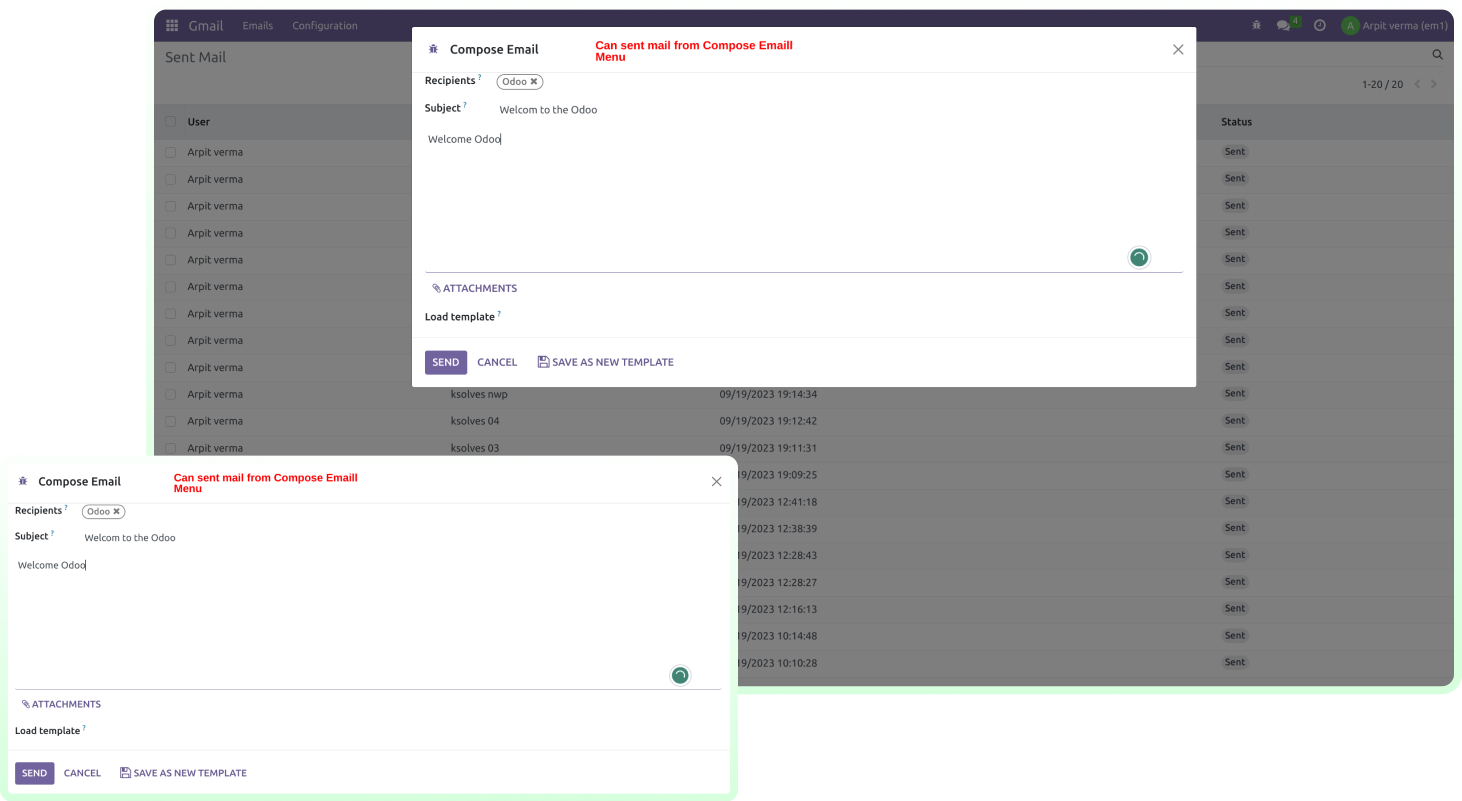 Gmail Emails Configuration 4 A Arpit verma (em1)
Sent Mail
1-20 / 20
User Status
Compose Email Can sent mail from Compose Emaill
Menu
Recipients ? Odoo ✖
Subject ? Welcom to the Odoo
Welcome Odoo
ATTACHMENTS
Load template ?
SEND CANCEL SAVE AS NEW TEMPLATE
Arpit verma Sent
Arpit verma Sent
Arpit verma Sent
Arpit verma Sent
Arpit verma Sent
Arpit verma Sent
Arpit verma Sent
Arpit verma Sent
Arpit verma Sent
Arpit verma ksolves nwp 09/19/2023 19:14:34 Sent
Arpit verma ksolves 04 09/19/2023 19:12:42 Sent
Arpit verma ksolves 03 09/19/2023 19:11:31 Sent
19/2023 19:09:25 Sent
19/2023 12:41:18 Sent
19/2023 12:38:39 Sent
19/2023 12:28:43 Sent
19/2023 12:28:27 Sent
19/2023 12:16:13 Sent
19/2023 10:14:48 Sent
19/2023 10:10:28 Sent
Compose Email Can sent mail from Compose Emaill
Menu
Recipients ? Odoo ✖
Subject ? Welcom to the Odoo
Welcome Odoo
ATTACHMENTS
Load template ?
SEND CANCEL SAVE AS NEW TEMPLATE